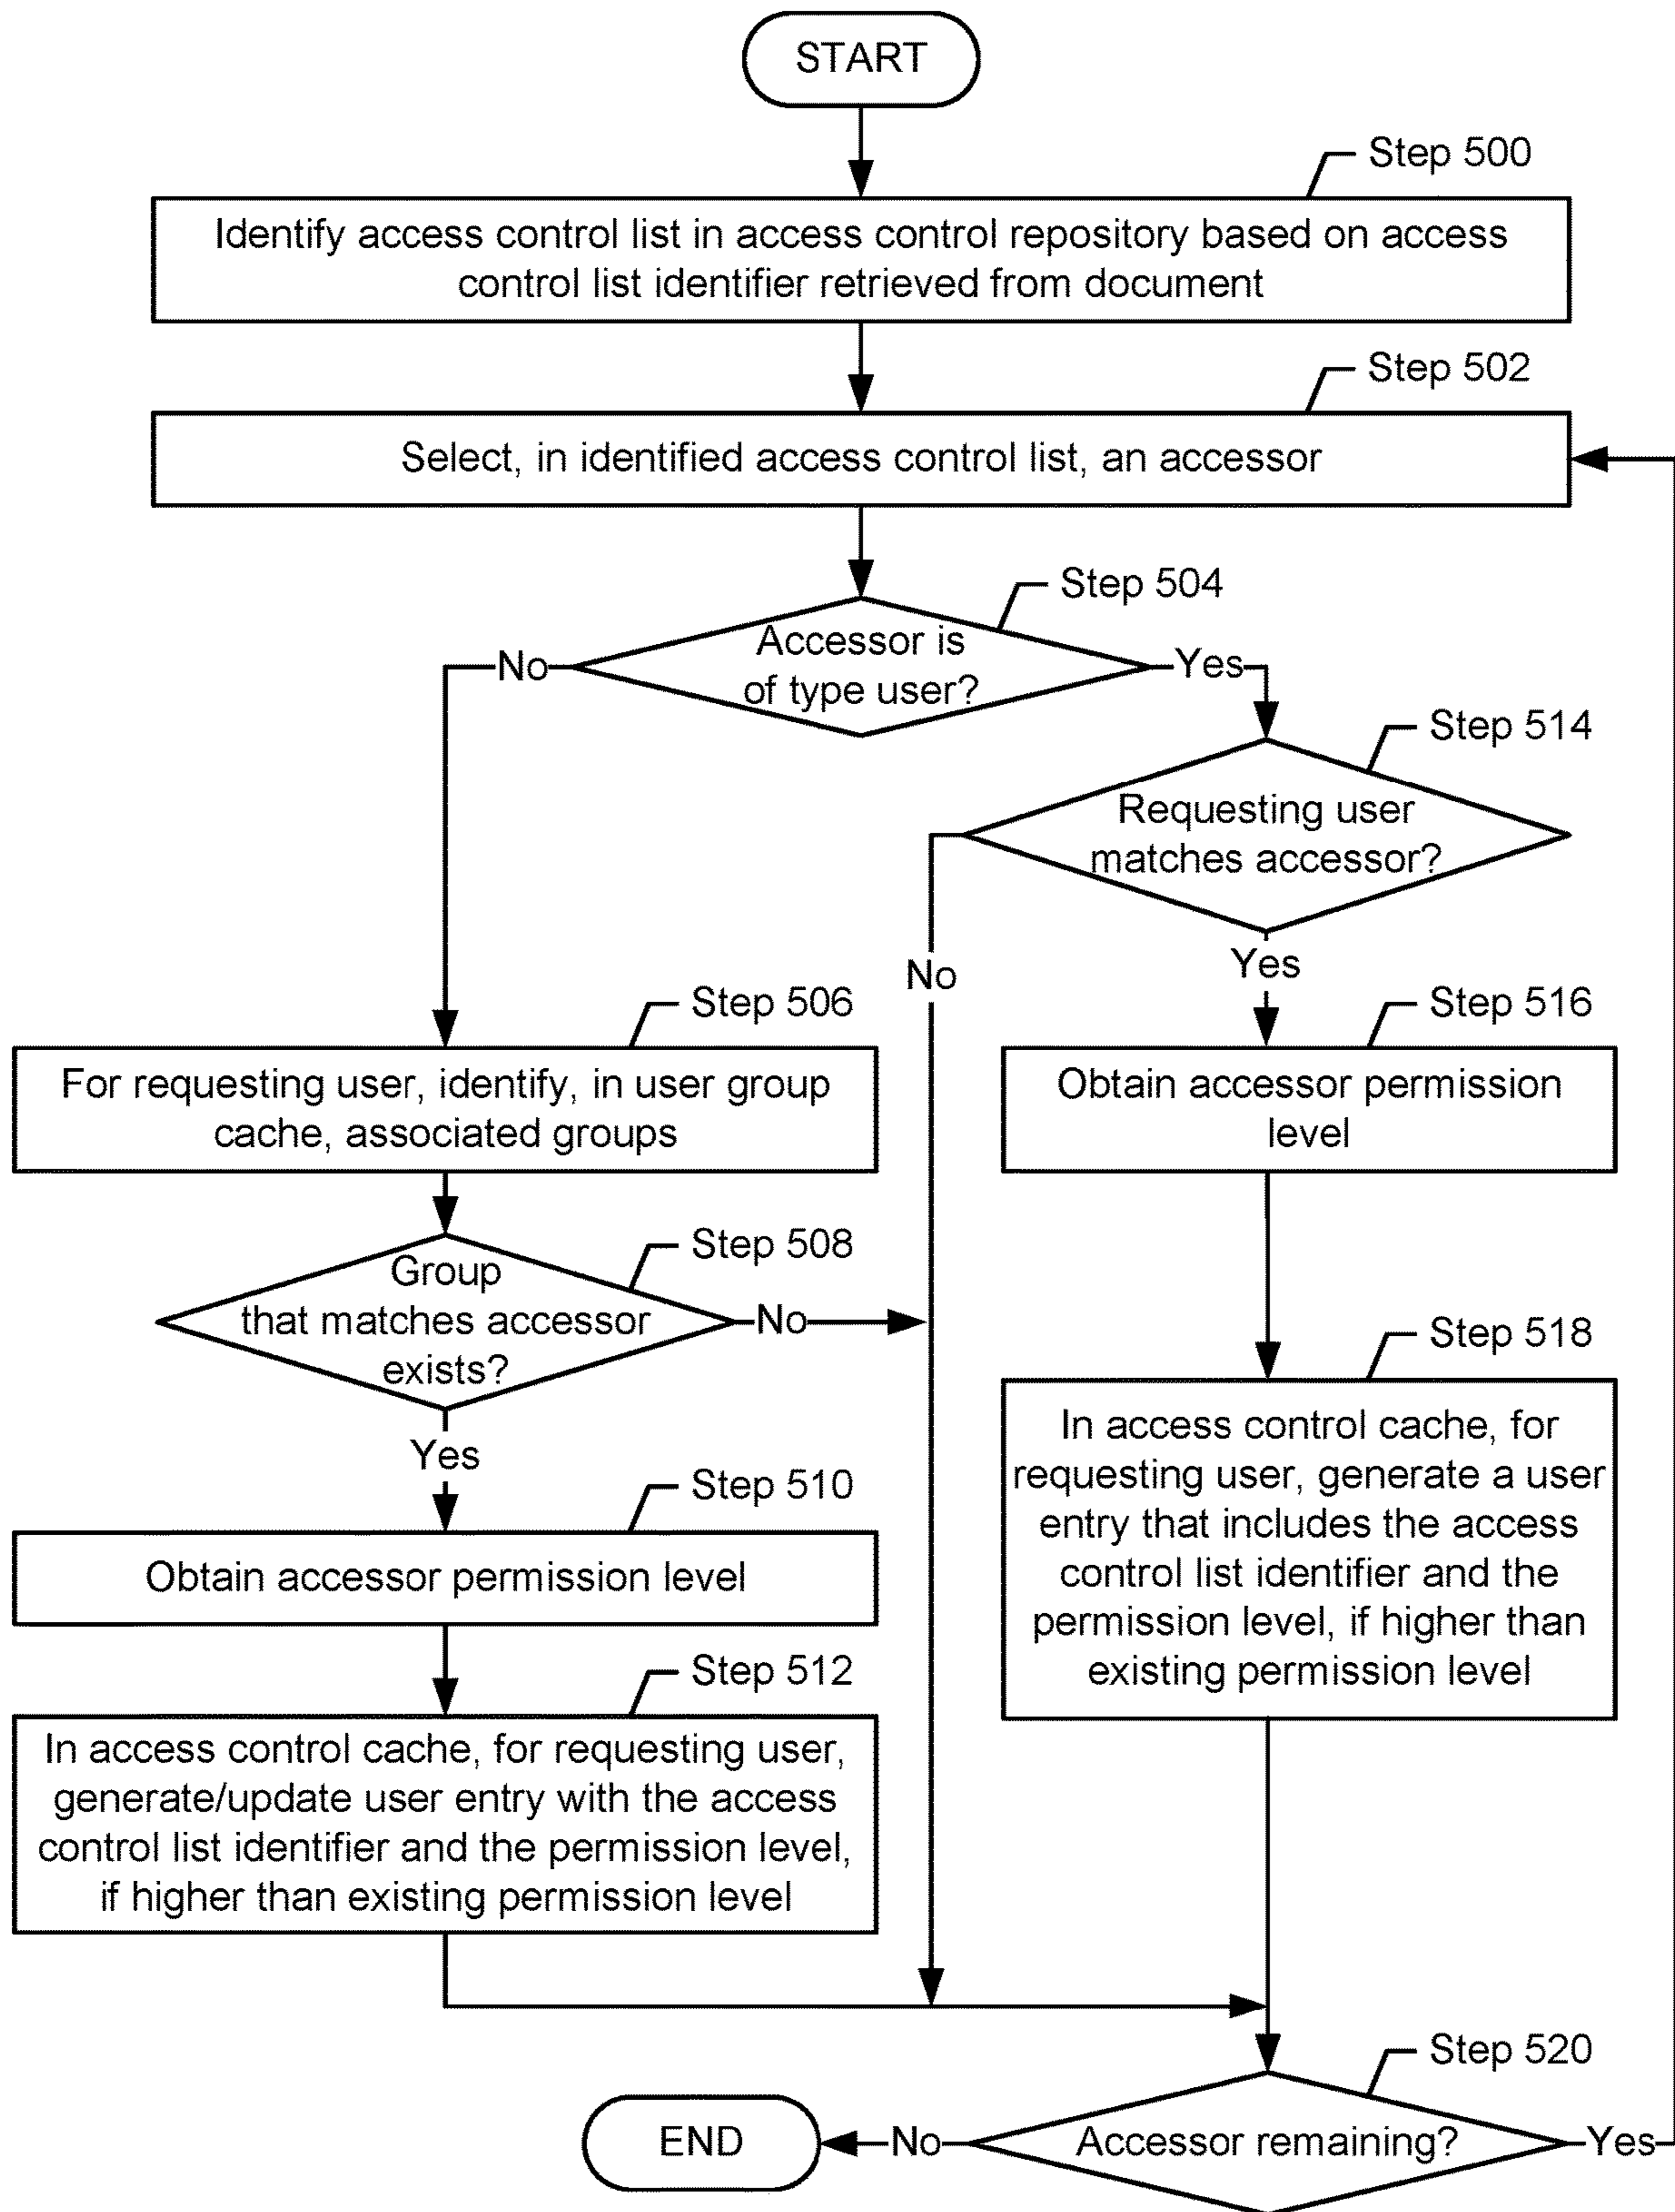 START
Step 500
Identify access control list in access control repository based on access
control list identifier retrieved from document
Step 502
Select, in identified access control list, an accessor
Step 504
Accessor is
of type user?
No
Yes
Step 514
Requesting user
matches accessor?
No
Yes
Step 506
For requesting user, identify, in user group
cache, associated groups
Step 516
Obtain accessor permission
level
Step 508
Group
that matches accessor
exists?
No
Yes
Step 510
Obtain accessor permission level
Step 518
In access control cache, for
requesting user, generate a user
entry that includes the access
control list identifier and the
permission level, if higher than
existing permission level
Step 512
In access control cache, for requesting user,
generate/update user entry with the access
control list identifier and the permission level,
if higher than existing permission level
Step 520
Accessor remaining?
No
Yes
END